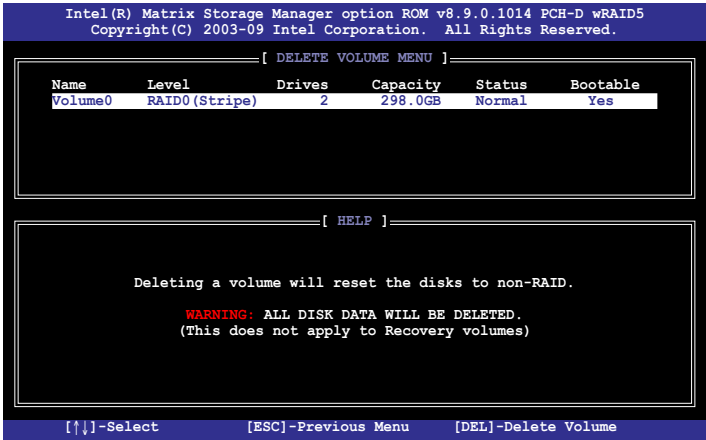 Intel(R) Matrix Storage Manager option ROM v8.9.0.1014 PCH-D wRAID5
Copyright(C) 2003-09 Intel Corporation. All Rights Reserved.
[ DELETE VOLUME MENU ]
Name Level Drives Capacity Status Bootable
Volume0 RAID0(Stripe) 2 298.0GB Normal Yes
[ HELP ]
Deleting a volume will reset the disks to non-RAID.
WARNING: ALL DISK DATA WILL BE DELETED.
(This does not apply to Recovery volumes)
[↑↓]-Select [ESC]-Previous Menu [DEL]-Delete Volume